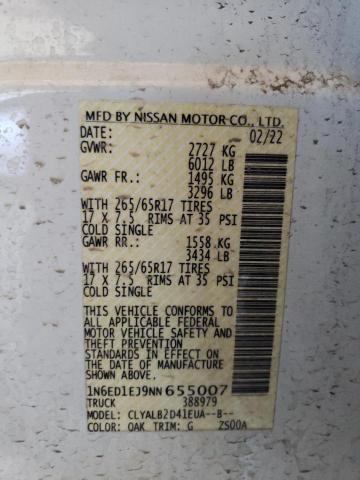 MFD BY NISSAN MOTOR CO., LTD.
DATE: 02/22
GVWR: 2727 KG
6012 LB
GAWR FR: 1495 KG
3296 LB
WITH 265/65R17 TIRES
17 X 7.5 RIMS AT 35 PSI
COLD SINGLE
GAWR RR: 1558 KG
3434 LB
WITH 265/65R17 TIRES
17 X 7.5 RIMS AT 35 PSI
COLD SINGLE
THIS VEHICLE CONFORMS TO
ALL APPLICABLE FEDERAL
MOTOR VEHICLE SAFETY AND
THEFT PREVENTION
STANDARDS IN EFFECT ON
THE DATE OF MANUFACTURE
SHOWN ABOVE
1N6ED1EJ9NN655007
TRUCK 388979
MODEL: CLYALB2D41EUA--B--
COLOR: OAK TRIM: G ZS00A